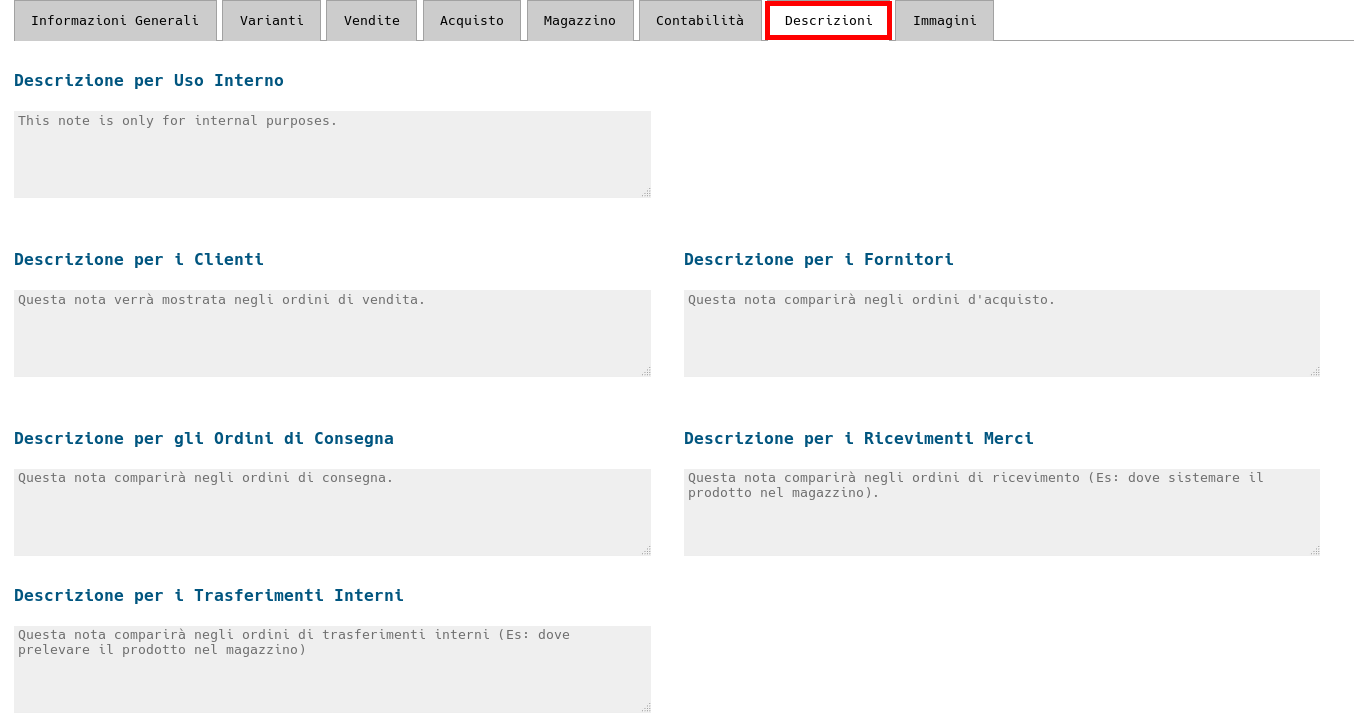 Informazioni Generali Varianti Vendite Acquisto Magazzino Contabilità Descrizioni Immagini
Descrizione per Uso Interno
This note is only for internal purposes.
Descrizione per i Clienti
Questa nota verrà mostrata negli ordini di vendita.
Descrizione per i Fornitori
Questa nota comparirà negli ordini d'acquisto.
Descrizione per gli Ordini di Consegna
Questa nota comparirà negli ordini di consegna.
Descrizione per i Ricevimenti Merci
Questa nota comparirà negli ordini di ricevimento (Es: dove sistemare il
prodotto nel magazzino).
Descrizione per i Trasferimenti Interni
Questa nota comparirà negli ordini di trasferimenti interni (Es: dove
prelevare il prodotto nel magazzino)